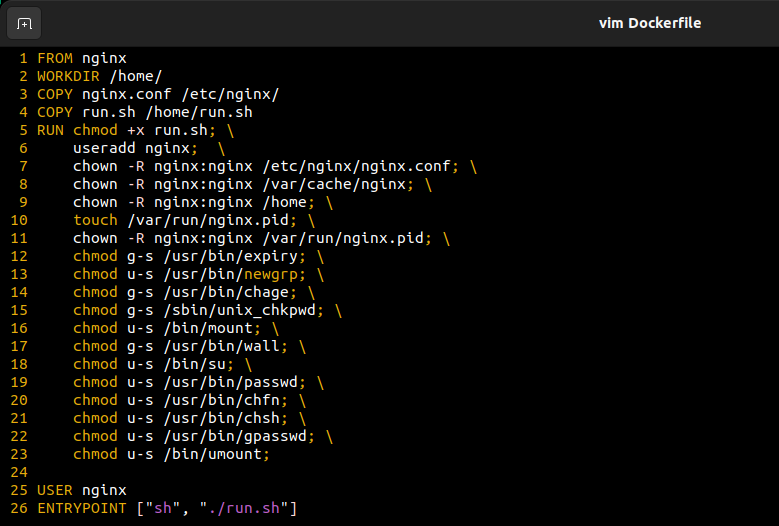 vim Dockerfile
1 FROM nginx
2 WORKDIR /home/
3 COPY nginx.conf /etc/nginx/
4 COPY run.sh /home/run.sh
5 RUN chmod +x run.sh; \
6     useradd nginx;  \
7     chown -R nginx:nginx /etc/nginx/nginx.conf; \
8     chown -R nginx:nginx /var/cache/nginx; \
9     chown -R nginx:nginx /home; \
10     touch /var/run/nginx.pid; \
11     chown -R nginx:nginx /var/run/nginx.pid; \
12     chmod g-s /usr/bin/expiry; \
13     chmod u-s /usr/bin/newgrp; \
14     chmod g-s /usr/bin/chage; \
15     chmod g-s /sbin/unix_chkpwd; \
16     chmod u-s /bin/mount; \
17     chmod g-s /usr/bin/wall; \
18     chmod u-s /bin/su; \
19     chmod u-s /usr/bin/passwd; \
20     chmod u-s /usr/bin/chfn; \
21     chmod u-s /usr/bin/chsh; \
22     chmod u-s /usr/bin/gpasswd; \
23     chmod u-s /bin/umount;
24
25 USER nginx
26 ENTRYPOINT ["sh", "./run.sh"]